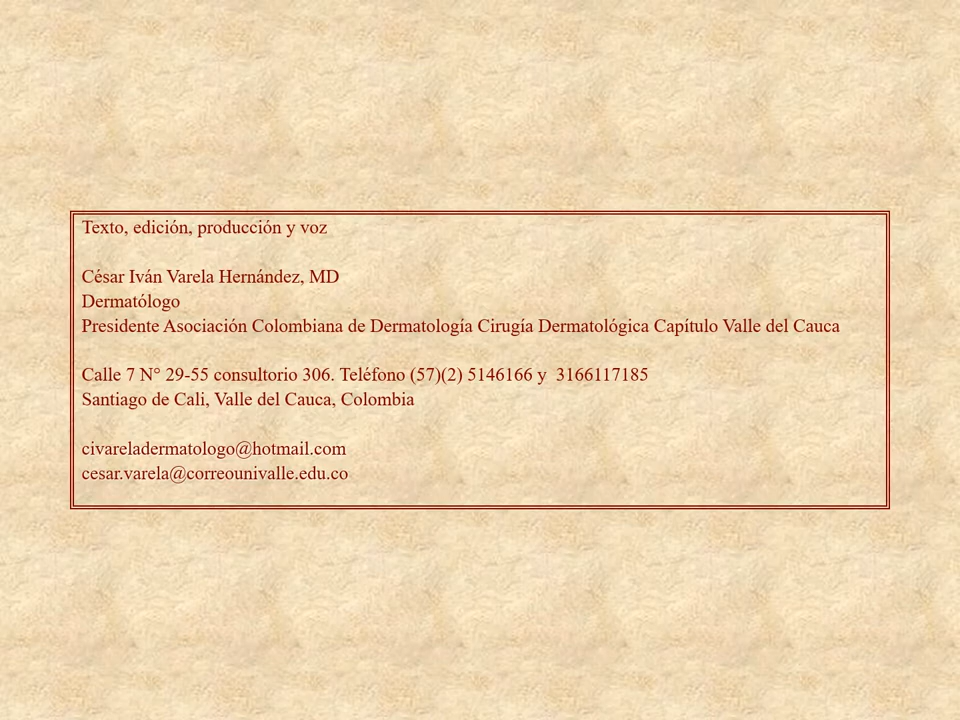 Texto, edición, producción y voz
César Iván Varela Hernández, MD
Dermatólogo
Presidente Asociación Colombiana de Dermatología Cirugía Dermatológica Capítulo Valle del Cauca
Calle 7 N° 29-55 consultorio 306. Teléfono (57)(2) 5146166 y  3166117185
Santiago de Cali, Valle del Cauca, Colombia
civareladermatologo@hotmail.com
cesar.varela@correounivalle.edu.co